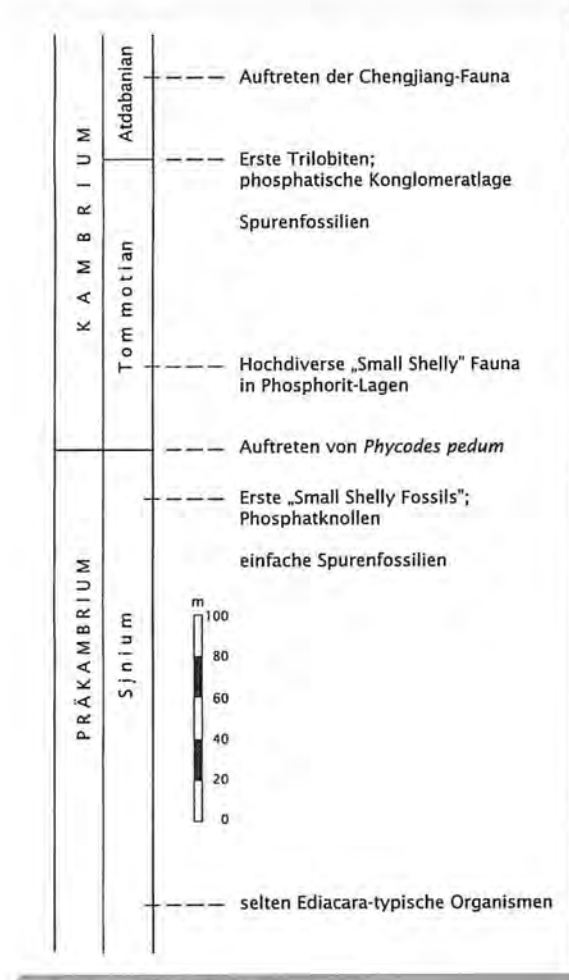 Atdabanian
Auftreten der Chengjiang-Fauna
KAMBRIUM
Erste Trilobiten;
phosphatische Konglomeratlage
Spurenfossilien
Tommotian
Hochdiverse „Small Shelly" Fauna
in Phosphorit-Lagen
Auftreten von Phycodes pedum
Erste „Small Shelly Fossils";
Phosphatknollen
einfache Spurenfossilien
PRÄKAMBRIUM
Sjnium
m
100
80
60
40
20
0
selten Ediacara-typische Organismen